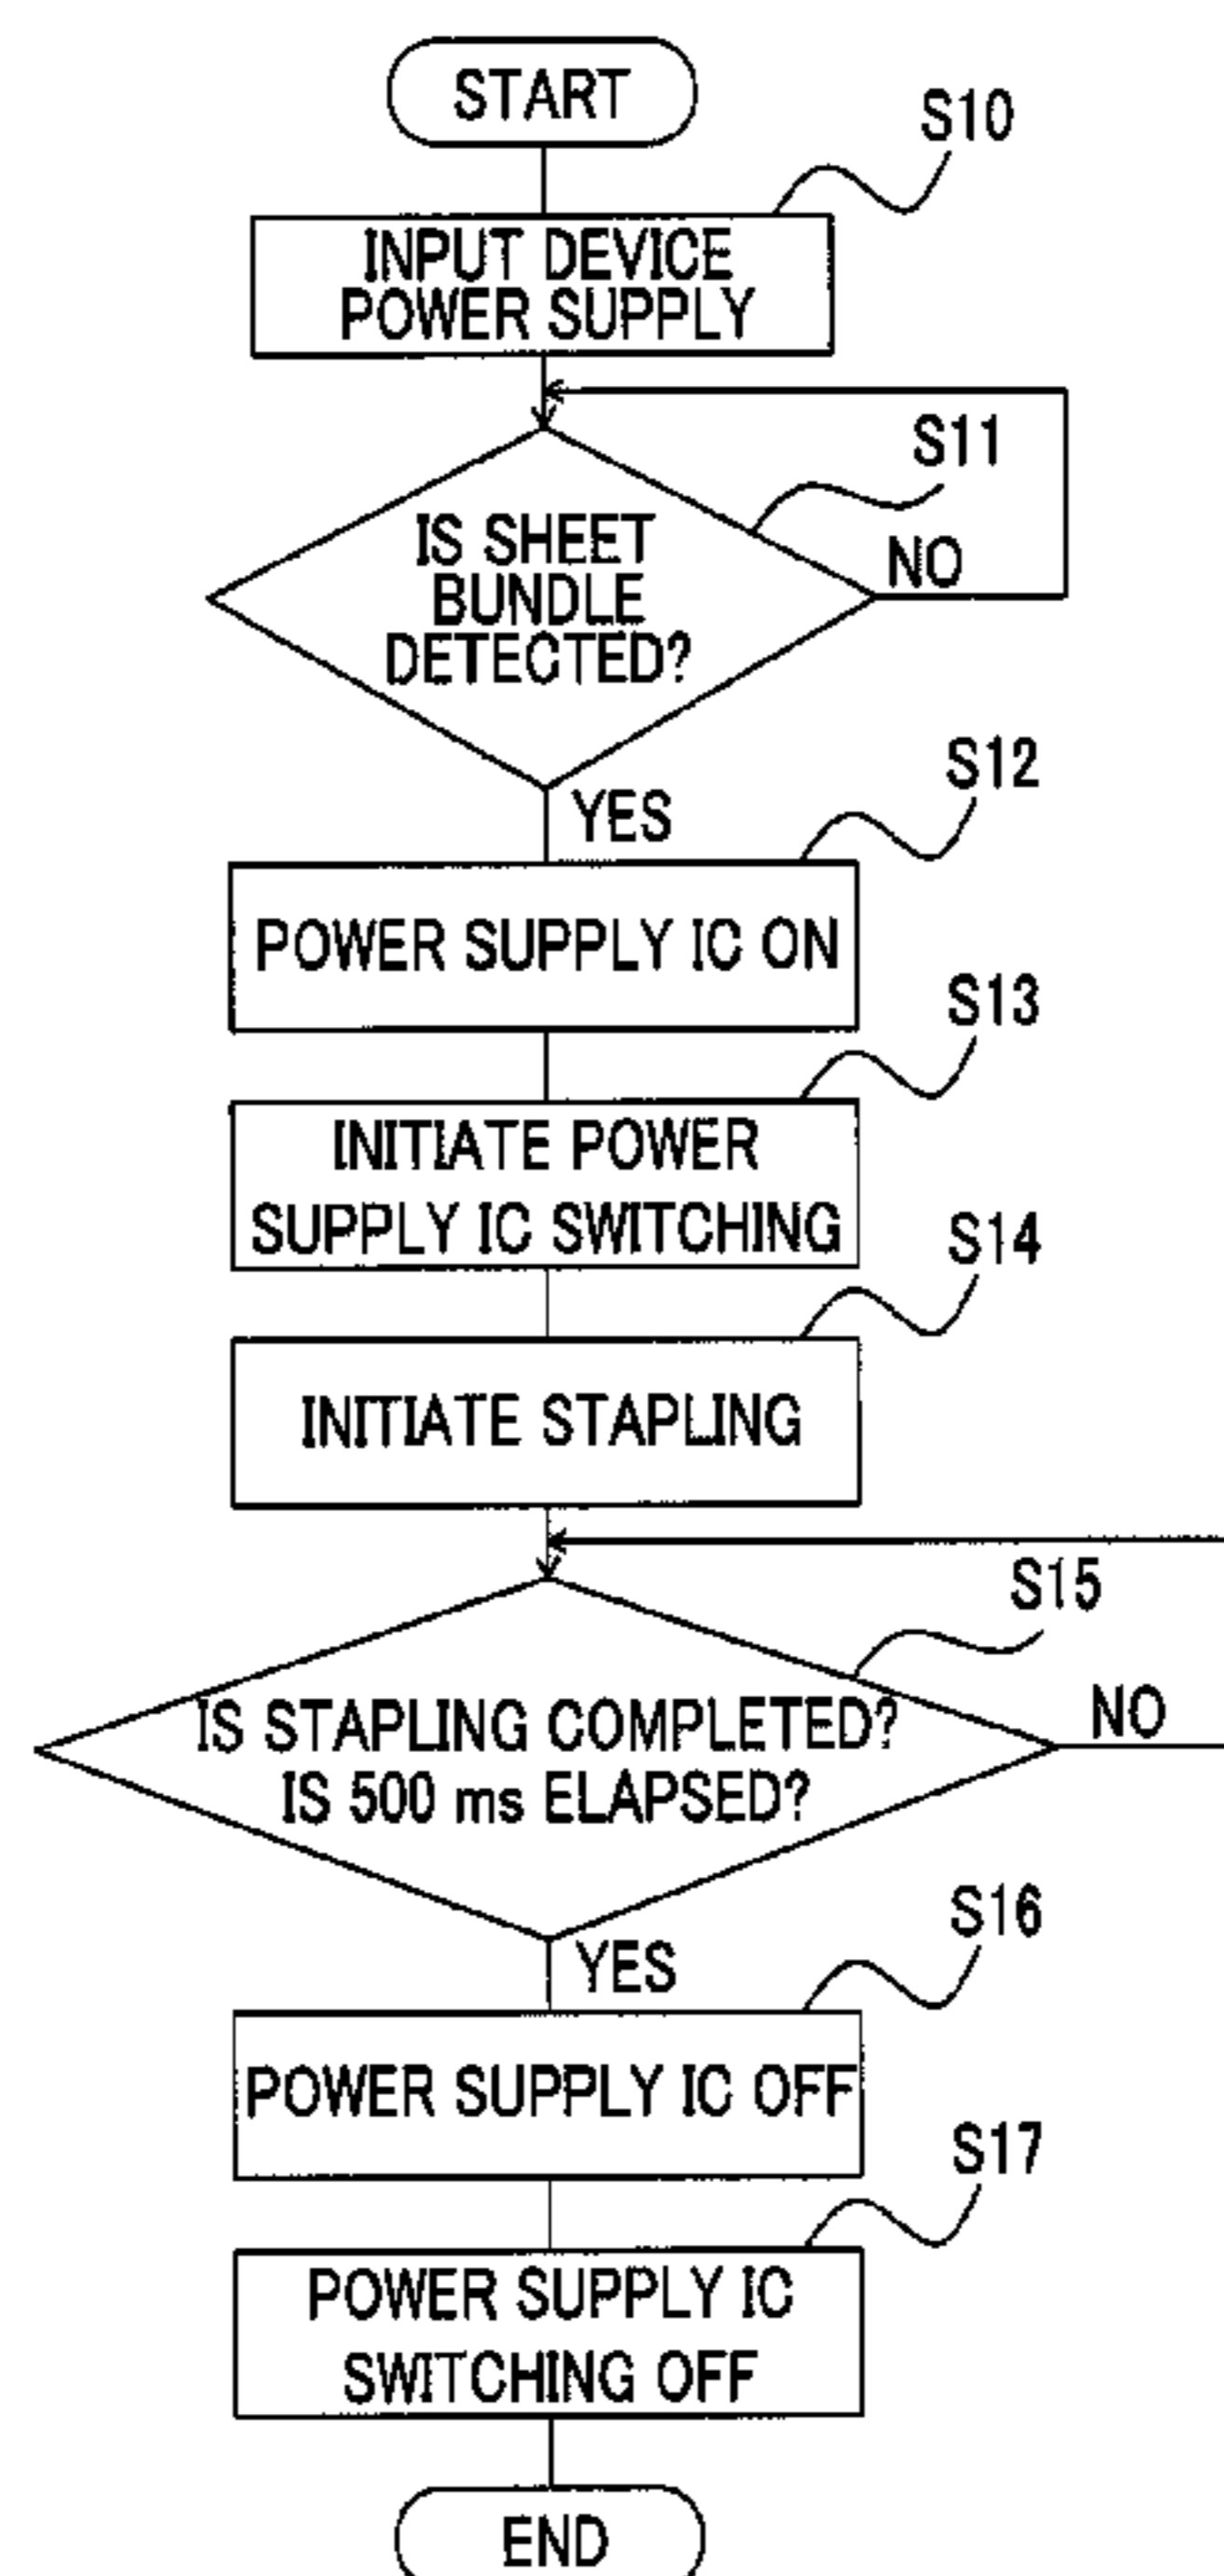 START
S10
INPUT DEVICE
POWER SUPPLY
S11
IS SHEET
BUNDLE
DETECTED?
NO
YES
S12
POWER SUPPLY IC ON
S13
INITIATE POWER
SUPPLY IC SWITCHING
S14
INITIATE STAPLING
S15
IS STAPLING COMPLETED?
IS 500 ms ELAPSED?
NO
YES
S16
POWER SUPPLY IC OFF
S17
POWER SUPPLY IC
SWITCHING OFF
END